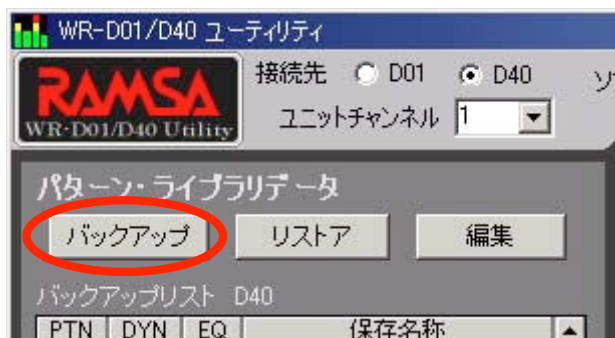 WR-D01/D40 ユーティリティ
RAMSA
WR-D01/D40 Utility
接続先 D01 D40
ユニットチャンネル 1
パターン・ライブラリデータ
バックアップ リストア 編集
バックアップリスト D40
PTN DYN EQ 保存名称